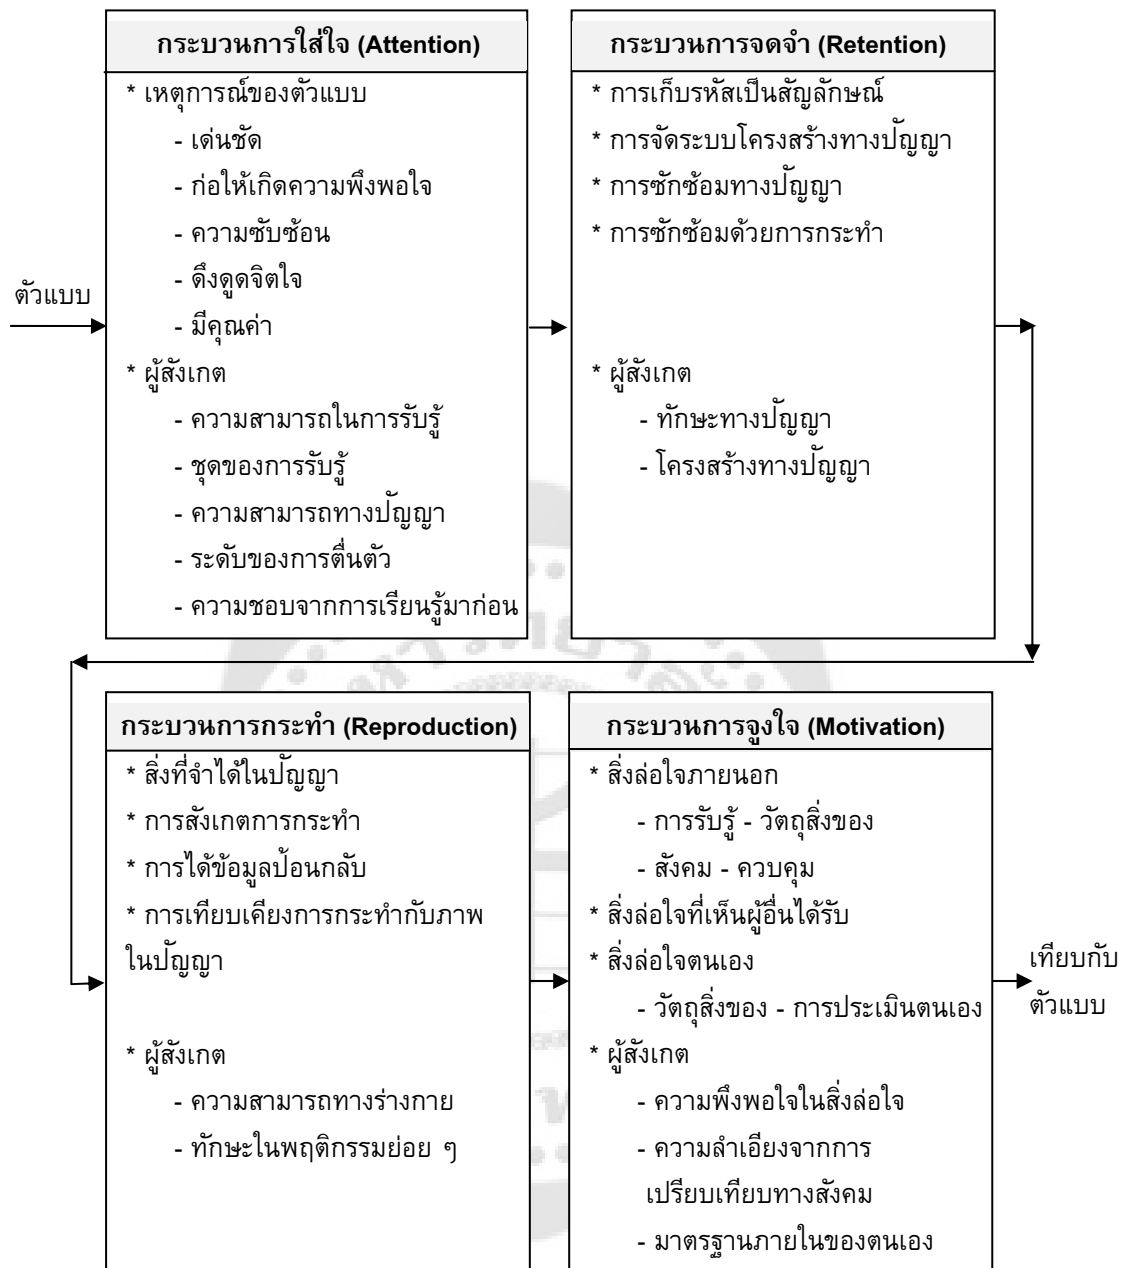 ตัวแบบ
กระบวนการใส่ใจ (Attention)
* เหตุการณ์ของตัวแบบ
- เด่นชัด
- ก่อให้เกิดความพึงพอใจ
- ความซับซ้อน
- ดึงดูดจิตใจ
- มีคุณค่า
* ผู้สังเกต
- ความสามารถในการรับรู้
- ชุดของการรับรู้
- ความสามารถทางปัญญา
- ระดับของการตื่นตัว
- ความชอบจากการเรียนรู้มาก่อน
กระบวนการจดจำ (Retention)
* การเก็บรหัสเป็นสัญลักษณ์
* การจัดระบบโครงสร้างทางปัญญา
* การซักซ้อมทางปัญญา
* การซักซ้อมด้วยการกระทำ
* ผู้สังเกต
- ทักษะทางปัญญา
- โครงสร้างทางปัญญา
กระบวนการกระทำ (Reproduction)
* สิ่งที่จำได้ในปัญญา
* การสังเกตการกระทำ
* การได้ข้อมูลป้อนกลับ
* การเทียบเคียงการกระทำกับภาพ
ในปัญญา
* ผู้สังเกต
- ความสามารถทางร่างกาย
- ทักษะในพฤติกรรมย่อย ๆ
กระบวนการจูงใจ (Motivation)
* สิ่งล่อใจภายนอก
- การรับรู้ - วัตถุสิ่งของ
- สังคม - ควบคุม
* สิ่งล่อใจที่เห็นผู้อื่นได้รับ
* สิ่งล่อใจตนเอง
- วัตถุสิ่งของ - การประเมินตนเอง
* ผู้สังเกต
- ความพึงพอใจในสิ่งล่อใจ
- ความลำเอียงจากการ
เปรียบเทียบทางสังคม
- มาตรฐานภายในของตนเอง
เทียบกับ
ตัวแบบ